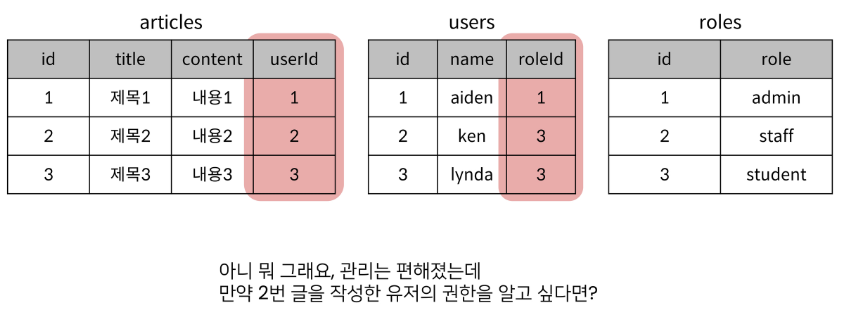 articles users roles
id title content userId id name roleId id role
1 제목1 내용1 1 1 aiden 1 1 admin
2 제목2 내용2 2 2 ken 3 2 staff
3 제목3 내용3 3 3 lynda 3 3 student
아니 뭐 그래요, 관리는 편해졌는데
만약 2번 글을 작성한 유저의 권한을 알고 싶다면?